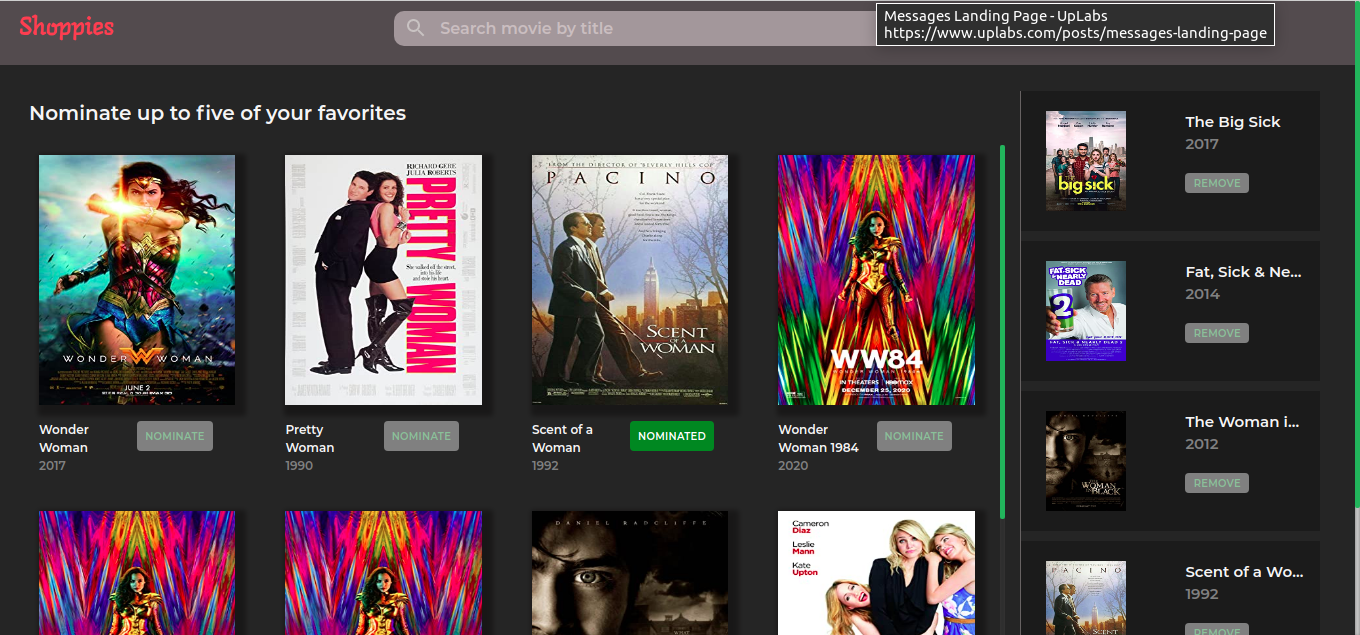 Shoppies
Search movie by title
Messages Landing Page - UpLabs
https://www.uplabs.com/posts/messages-landing-page
Nominate up to five of your favorites
WONDER WOMAN
JUNE 2
RICHARD GERE
JULIA ROBERTS
PRETTY WOMAN
She walked off the street,
into his life
and stole his heart.
FROM THE DIRECTOR OF "BEVERLY HILLS COP"
PACINO
SCENT
OF A
WOMAN
WW84
WONDER WOMAN 1984
IN THEATERS HBOMAX
DECEMBER 25, 2020
Wonder
Woman
2017
NOMINATE
Pretty
Woman
1990
NOMINATE
Scent of a
Woman
1992
NOMINATED
Wonder
Woman 1984
2020
NOMINATE
DANIEL RADCLIFFE
Cameron
Diaz
Leslie
Mann
Kate
Upton
the
big sick
The Big Sick
2017
REMOVE
FAT, SICK
& NEARLY
DEAD
2
FAT, SICK & NEARLY DEAD 2
Fat, Sick & Ne...
2014
REMOVE
WOMAN
IN BLACK
The Woman i...
2012
REMOVE
PACINO
SCENT
Scent of a Wo...
1992
REMOVE